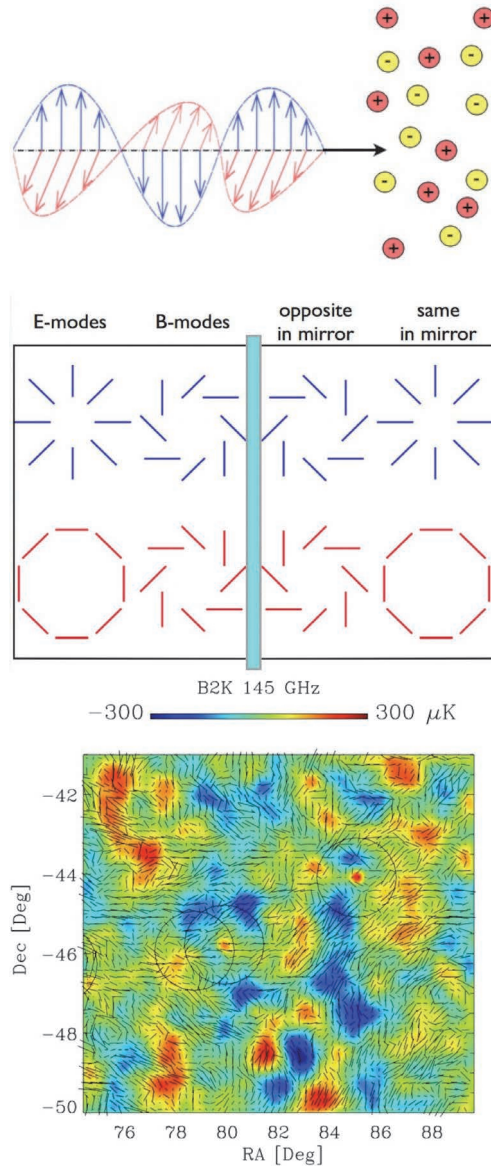 + +
- + -
+ -
-
-
+
- -
+
+
+ -
E-modes B-modes opposite in mirror same in mirror
B2K 145 GHz
−300 300 μK
Dec [Deg]
−42
−44
−46
−48
−50
76 78 80 82 84 86 88
RA [Deg]